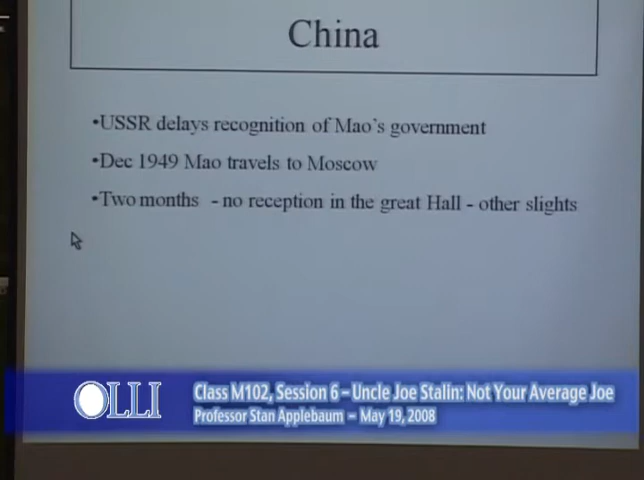 China
•USSR delays recognition of Mao's government
•Dec 1949 Mao travels to Moscow
•Two months - no reception in the great Hall - other slights
OLLI
Class M102, Session 6 – Uncle Joe Stalin: Not Your Average Joe
Professor Stan Applebaum – May 19, 2008